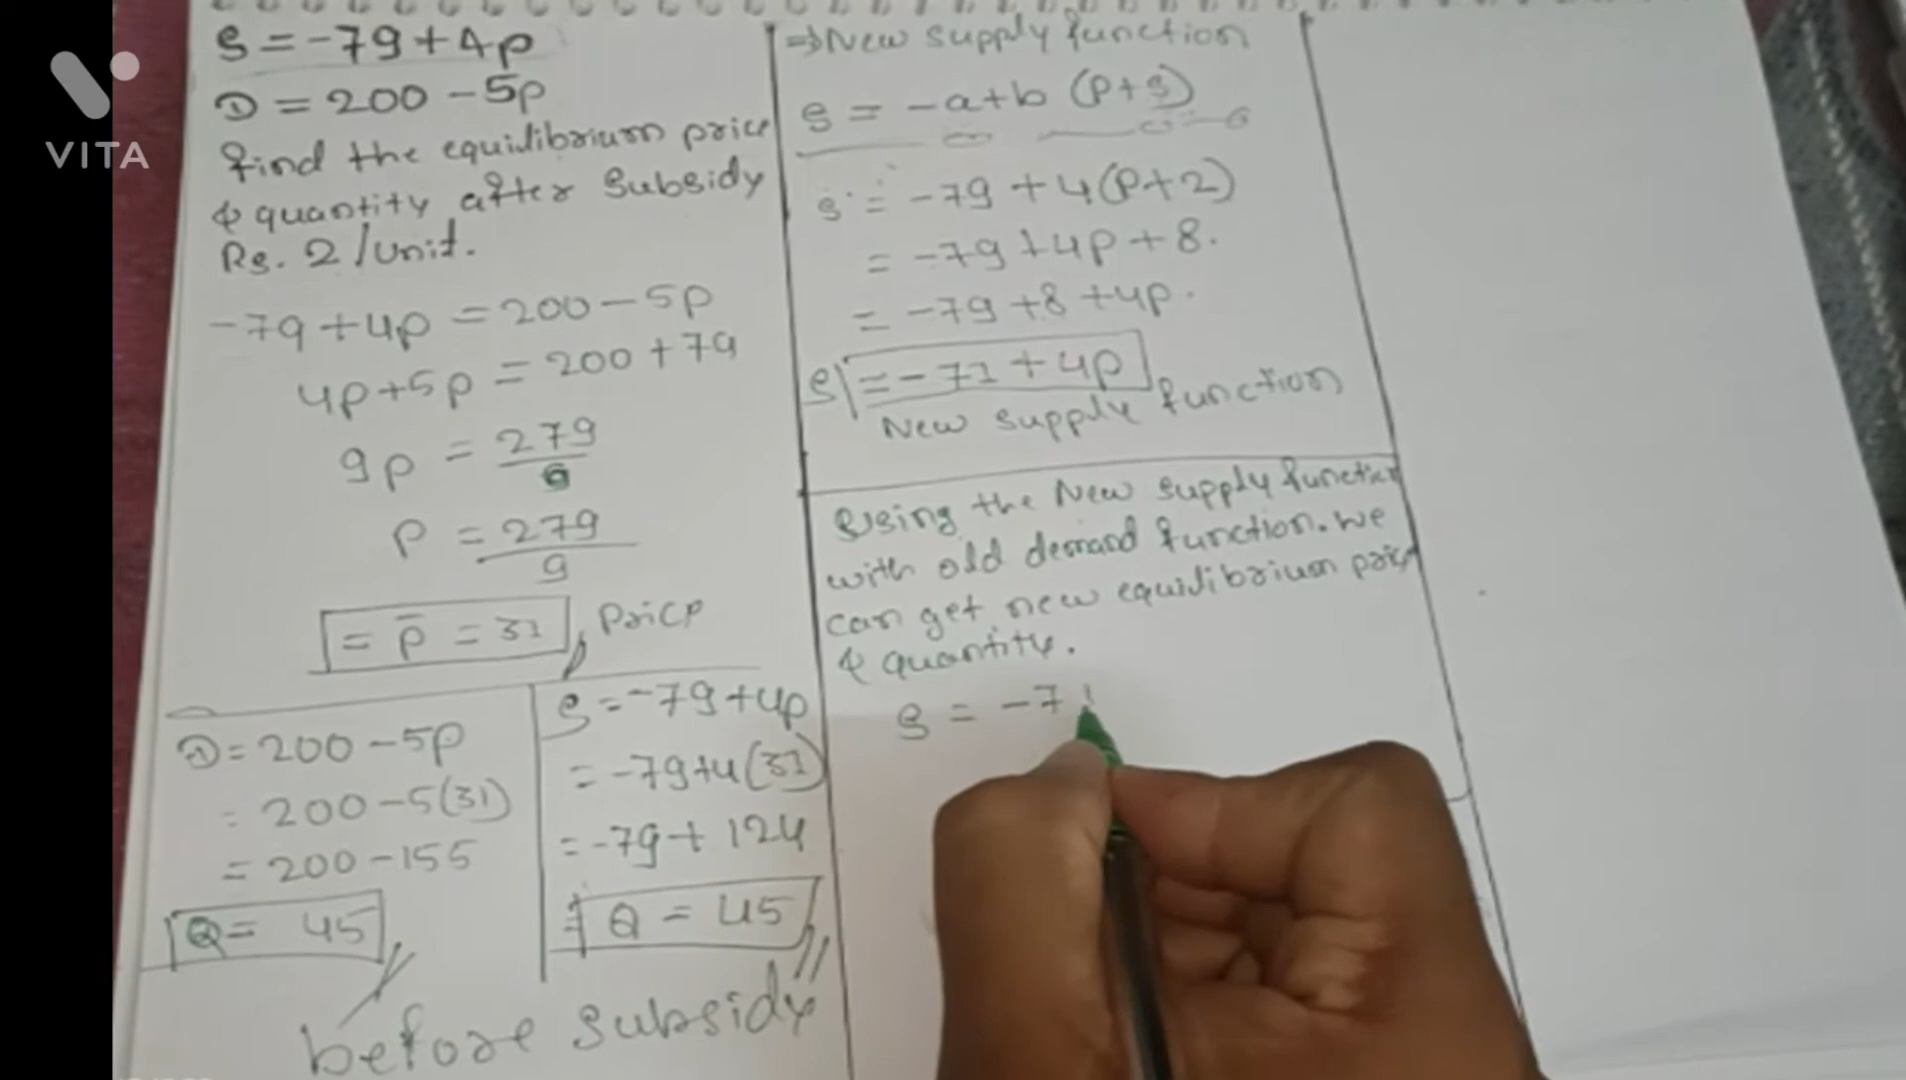 VITA
S = -79 + 4p
D = 200 - 5p
find the equilibrium price
& quantity after subsidy
Rs. 2 / Unit.
-79 + 4p = 200 - 5p
4p + 5p = 200 + 79
9p = 279/9
P = 279/9
= p̄ = 31, Price
D = 200 - 5p
= 200 - 5(31)
= 200 - 155
Q = 45
S = -79 + 4p
= -79 + 4(31)
= -79 + 124
= Q = 45
before subsidy
⇒ New supply function
S = -a + b (P + s)
S = -79 + 4(P + 2)
= -79 + 4p + 8.
= -79 + 8 + 4p.
S = -71 + 4p
New supply function
Using the New supply function
with old demand function. we
can get new equilibrium price
& quantity.
S = -71